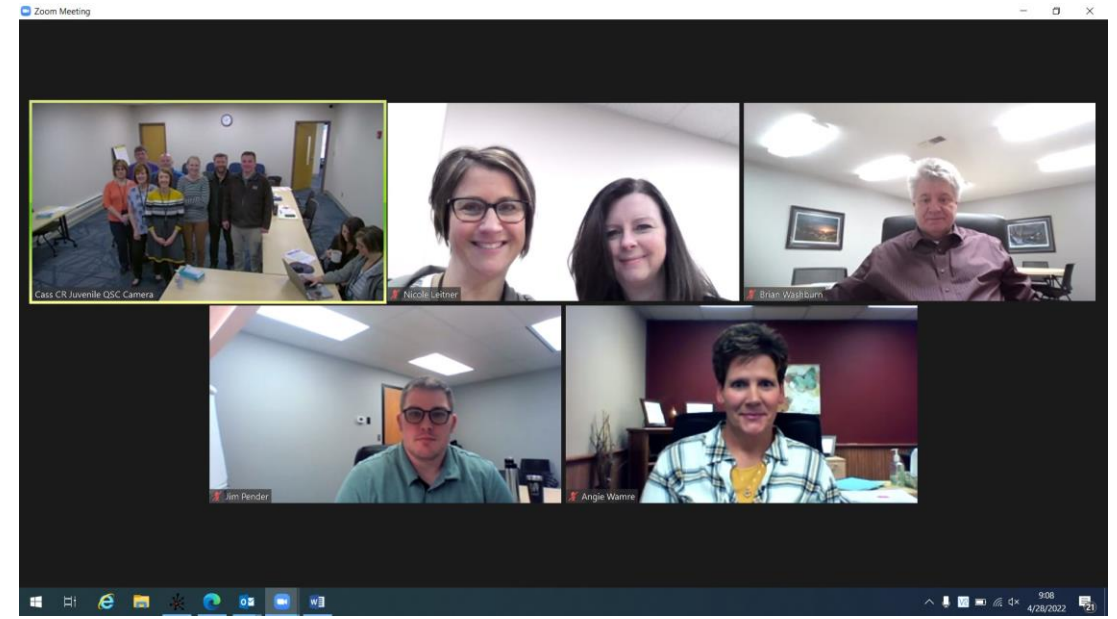 Zoom Meeting
Cass CR Juvenile QSC Camera
Nicole Leitner
Brian Washburn
Jim Pender
Angie Wamre
9:08
4/28/2022
21